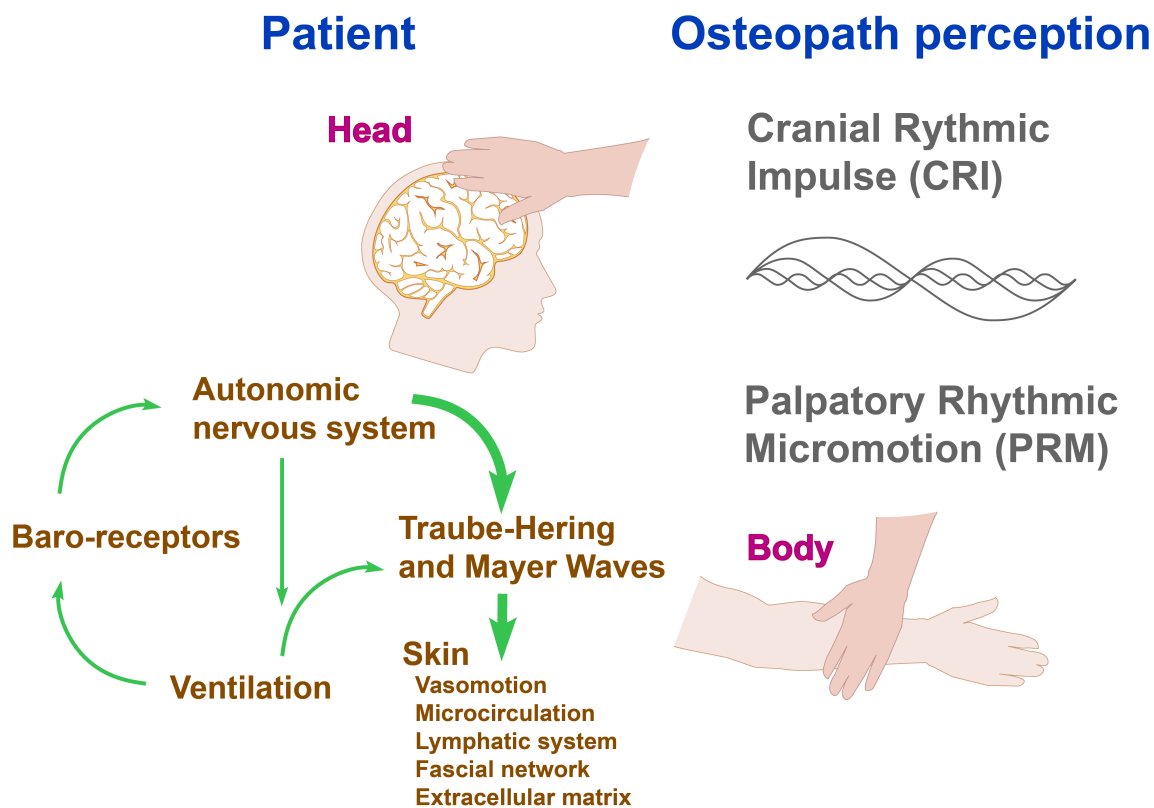 Patient
Osteopath perception
Head
Cranial Rythmic
Impulse (CRI)
Autonomic
nervous system
Palpatory Rhythmic
Micromotion (PRM)
Baro-receptors
Traube-Hering
and Mayer Waves
Body
Ventilation
Skin
Vasomotion
Microcirculation
Lymphatic system
Fascial network
Extracellular matrix